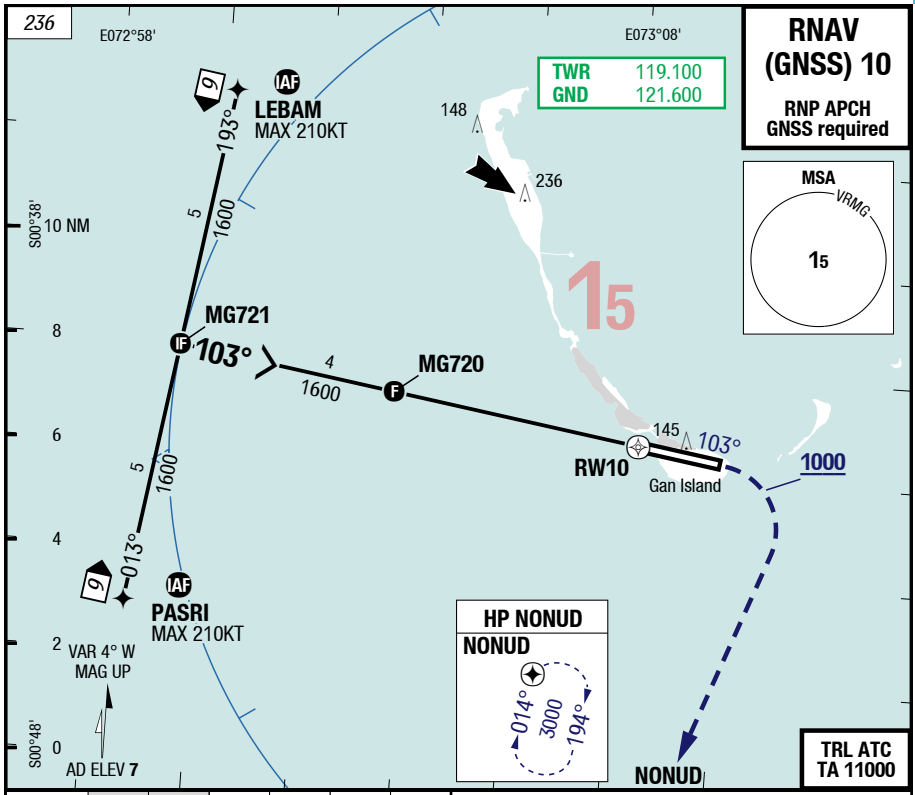 236
E072°58'
E073°08'
RNAV
(GNSS) 10
RNP APCH
GNSS required
TWR 119.100
GND 121.600
9
IAF
LEBAM
MAX 210KT
193°
148
236
MSA
VRMG
15
S00°38'
10 NM
5
1600
15
8
MG721
IF
103°
4
1600
MG720
F
6
5
1600
145
103°
RW10
Gan Island
1000
4
013°
9
IAF
PASRI
MAX 210KT
2
VAR 4° W
MAG UP
HP NONUD
NONUD
014°
3000
194°
S00°48'
0
AD ELEV 7
NONUD
TRL ATC
TA 11000